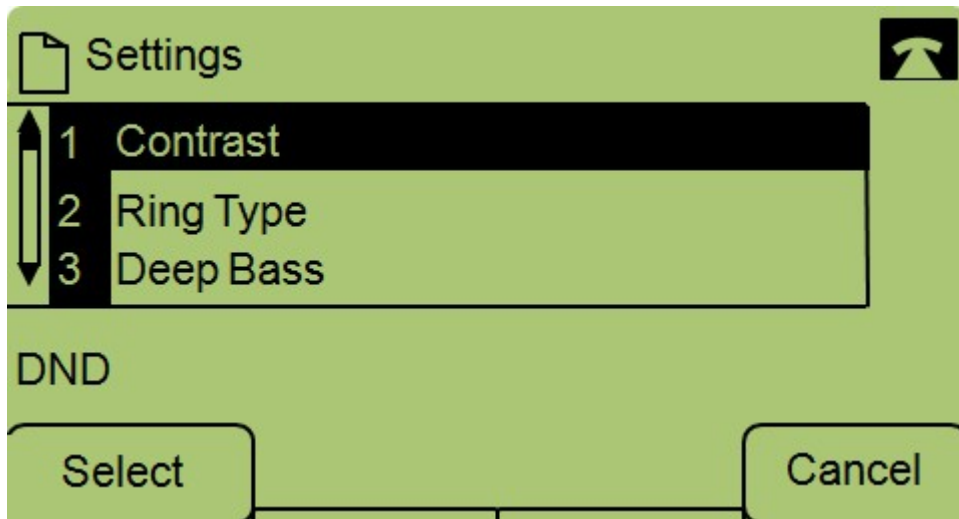 Settings
1 Contrast
2 Ring Type
3 Deep Bass
DND
Select Cancel